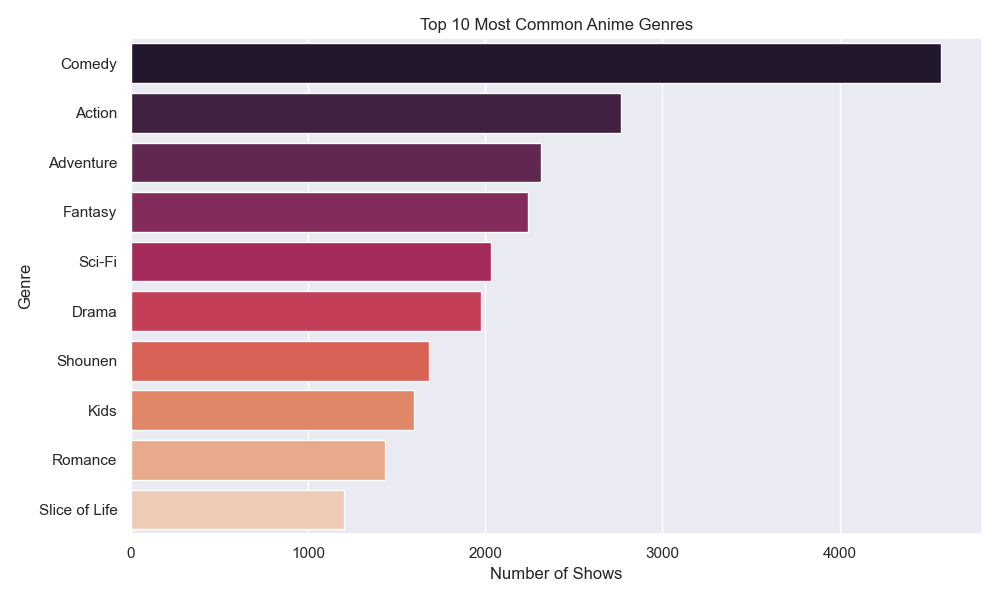 Top 10 Most Common Anime Genres
Genre
Comedy
Action
Adventure
Fantasy
Sci-Fi
Drama
Shounen
Kids
Romance
Slice of Life
0 1000 2000 3000 4000
Number of Shows